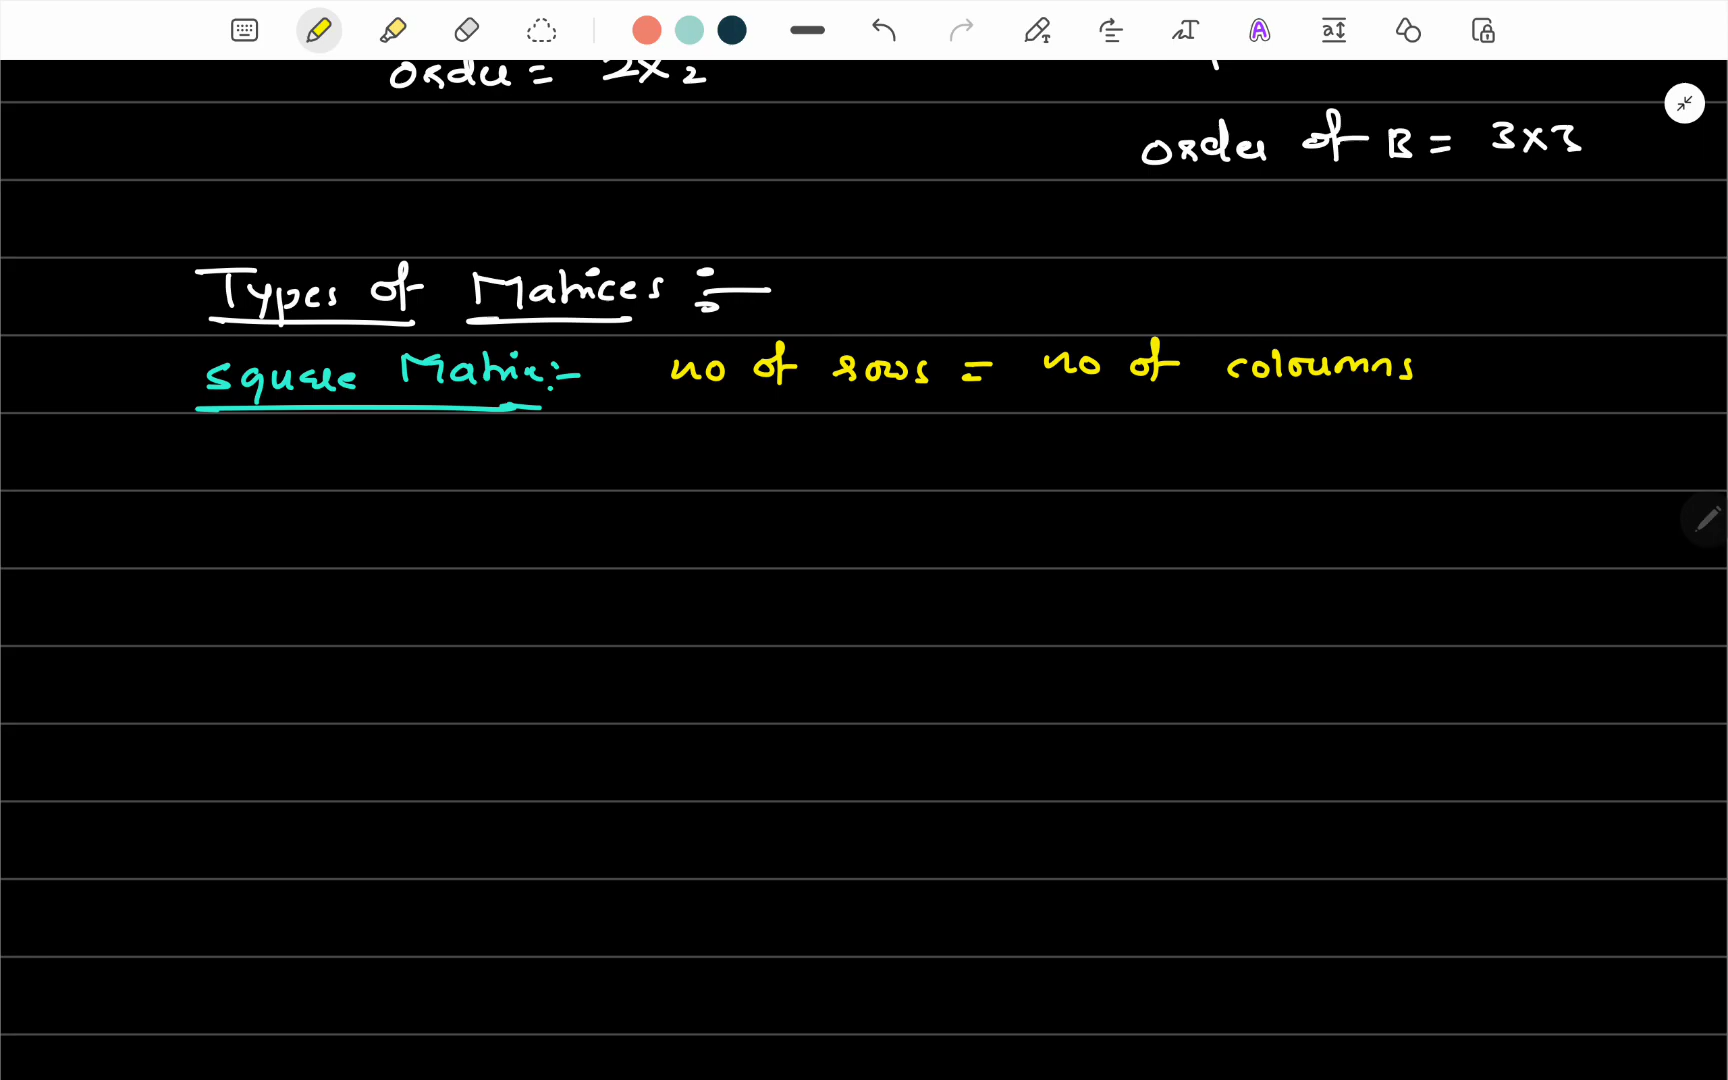 order = 2x2
order of B = 3x3
Types of Matrices :-
square Matrix:- no of rows = no of coloumns